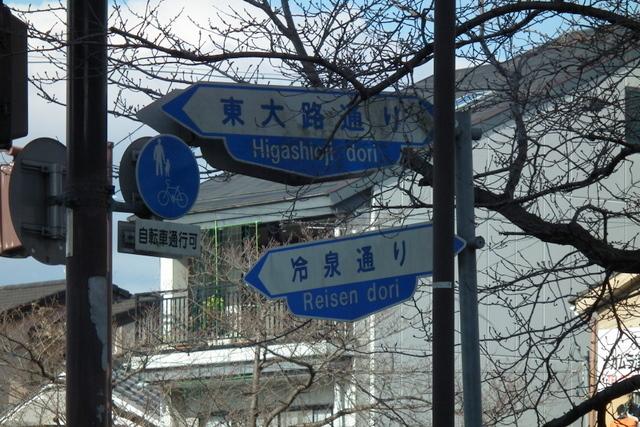 東大路通り
Higashioji dori
自転車通行可
冷泉通り
Reisen dori